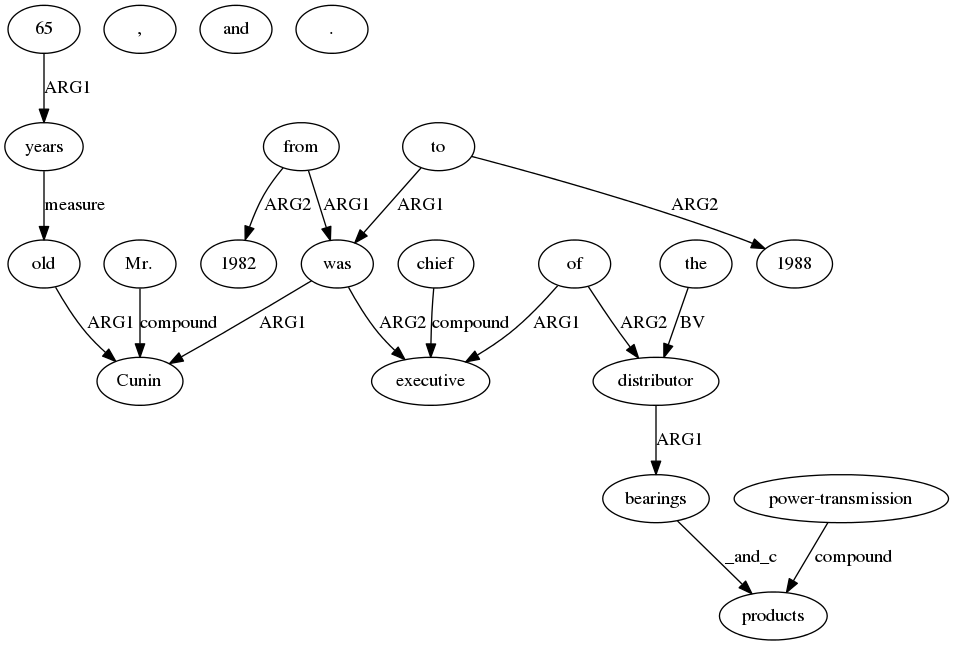 65 , and .
ARG1
years from to
measure ARG2 ARG1 ARG1 ARG2
old Mr. 1982 was chief of the 1988
ARG1 compound ARG1 ARG2 compound ARG1 ARG2 BV
Cunin executive distributor
ARG1
bearings power-transmission
_and_c compound
products